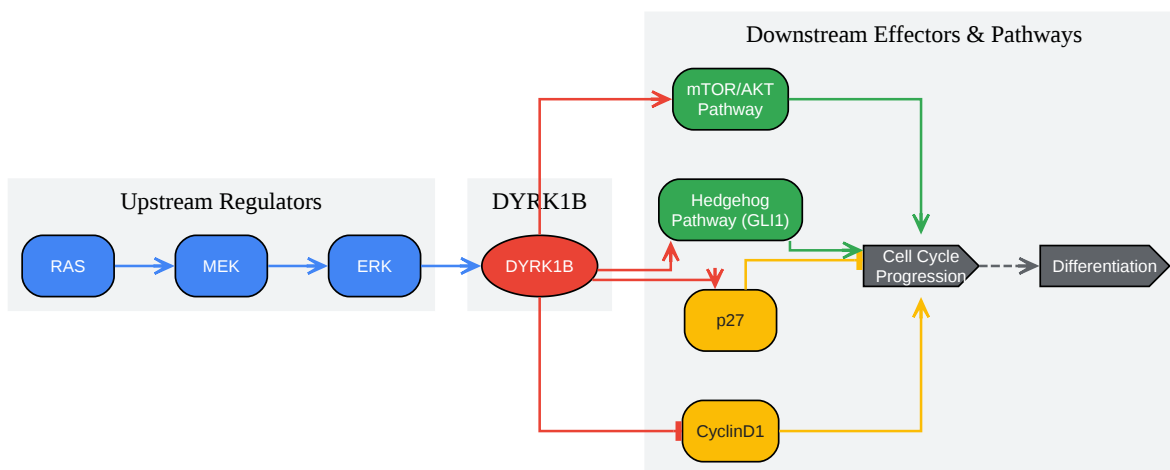 Downstream Effectors & Pathways
mTOR/AKT
Pathway
Upstream Regulators
DYRK1B
Hedgehog
Pathway (GLI1)
RAS
MEK
ERK
DYRK1B
Cell Cycle
Progression
Differentiation
p27
CyclinD1